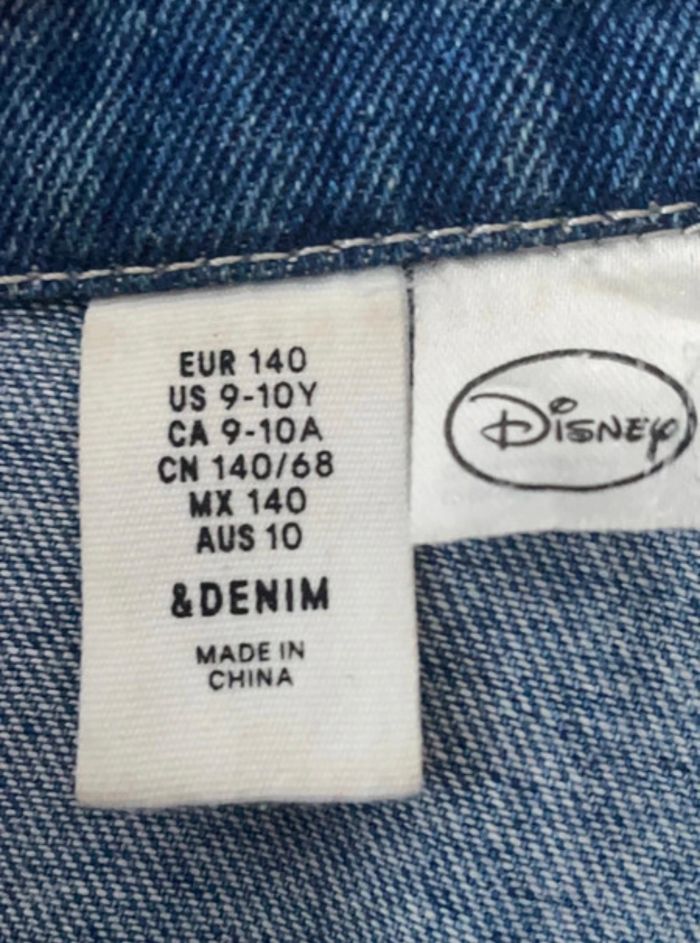 EUR 140
US 9-10Y
CA 9-10A
CN 140/68
MX 140
AUS 10
&DENIM
MADE IN
CHINA
Disney